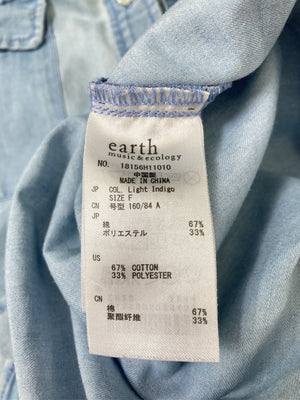 earth
music&ecology
NO. 18156H11010
中国製
MADE IN CHINA
JP COL. Light Indigo
SIZE F
CN 号型 160/84 A
JP
綿 67%
ポリエステル 33%
US
67% COTTON
33% POLYESTER
CN
棉 67%
聚酯纤维 33%